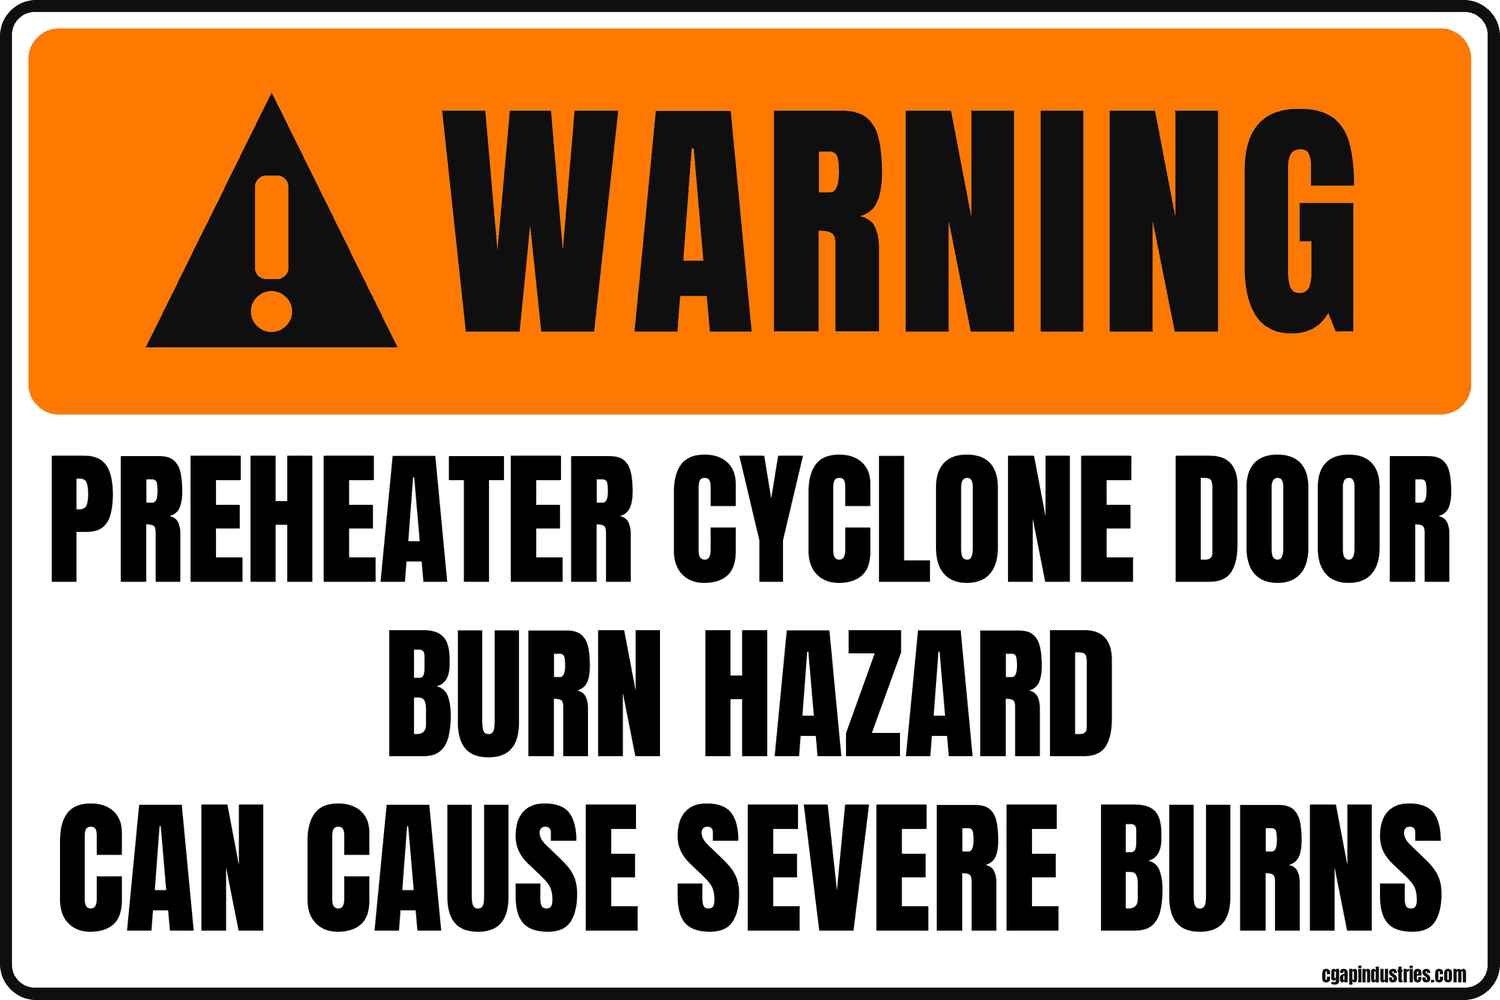 WARNING
PREHEATER CYCLONE DOOR
BURN HAZARD
CAN CAUSE SEVERE BURNS
cgapindustries.com